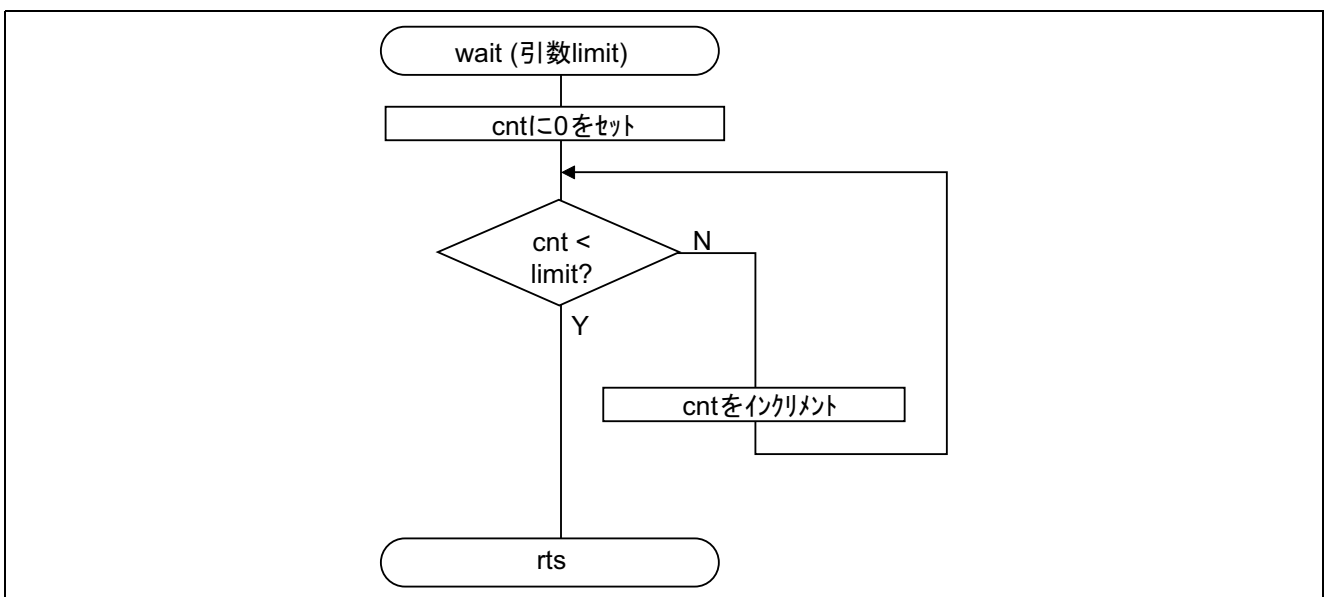 wait (引数limit)
cntに0をｾｯﾄ
cnt <
limit?
N
Y
cntをｲﾝｸﾘﾒﾝﾄ
rts